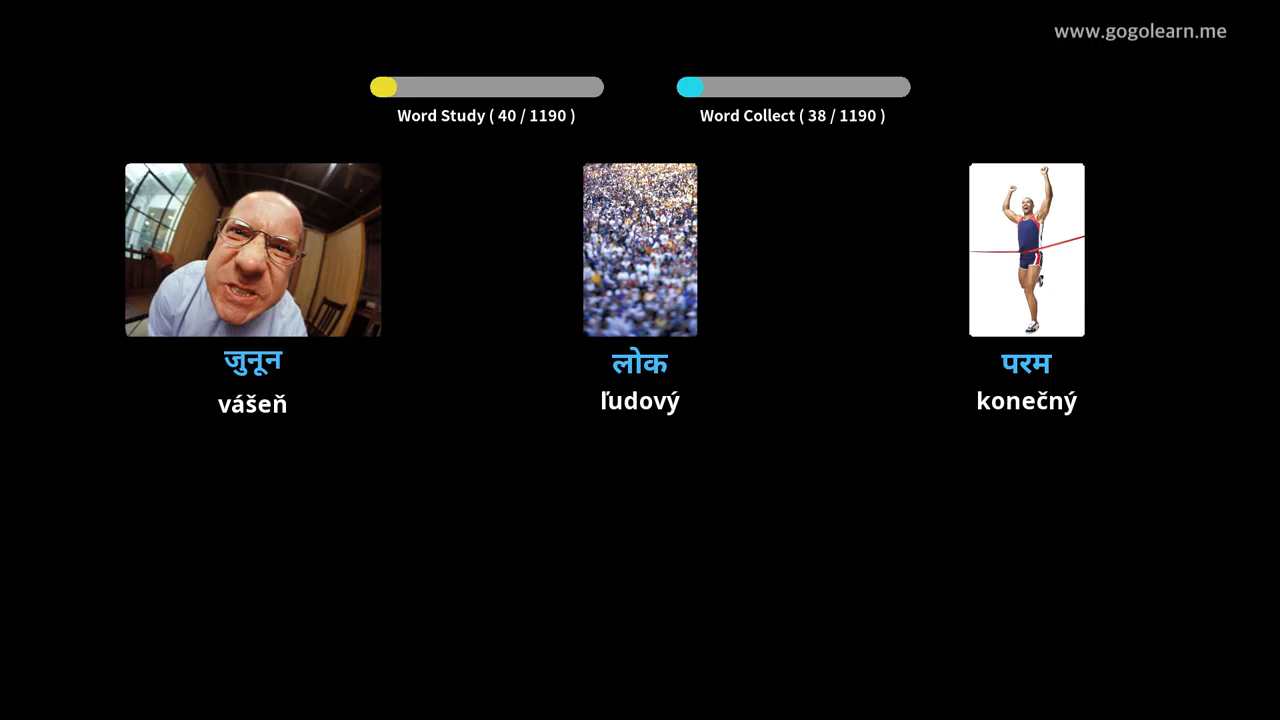 www.gogolearn.me
Word Study ( 40 / 1190 )
Word Collect ( 38 / 1190 )
जुनून
लोक
परम
vášeň
ľudový
konečný